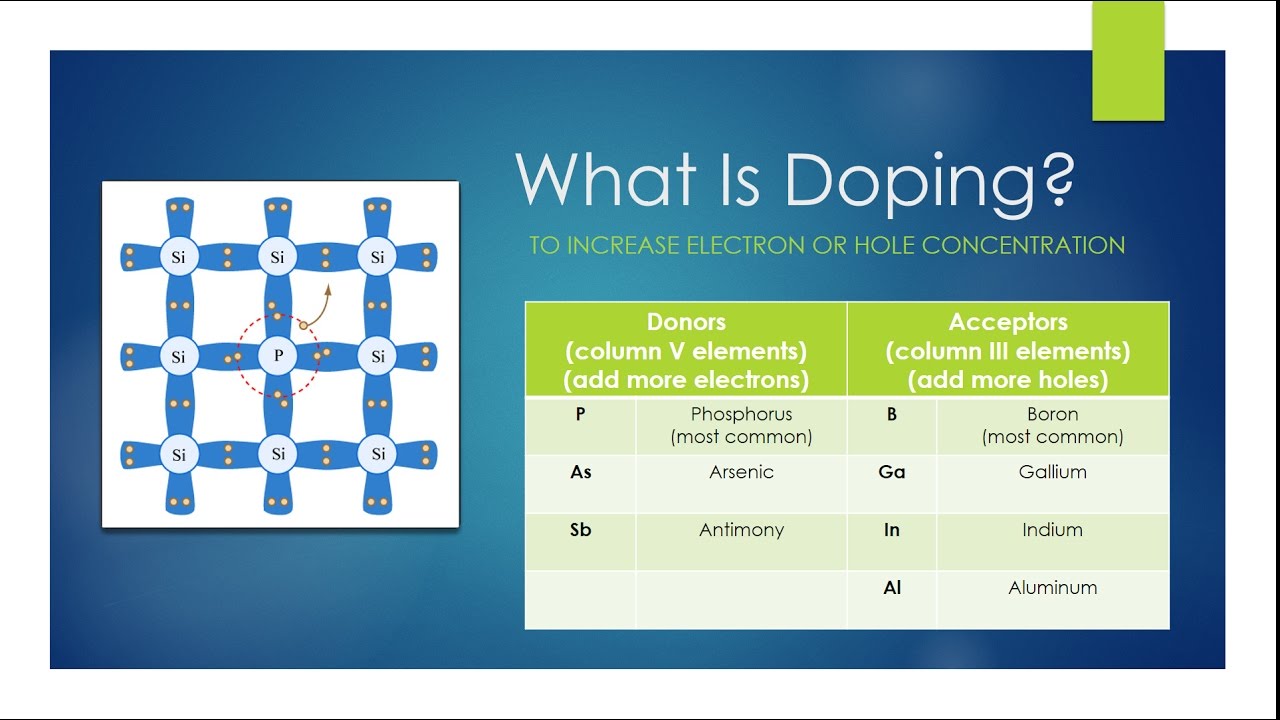 What Is Doping?
TO INCREASE ELECTRON OR HOLE CONCENTRATION
Si Si Si
Si P Si
Si Si Si
Donors
(column V elements)
(add more electrons)
Acceptors
(column III elements)
(add more holes)
P Phosphorus
(most common)
B Boron
(most common)
As Arsenic Ga Gallium
Sb Antimony In Indium
Al Aluminum